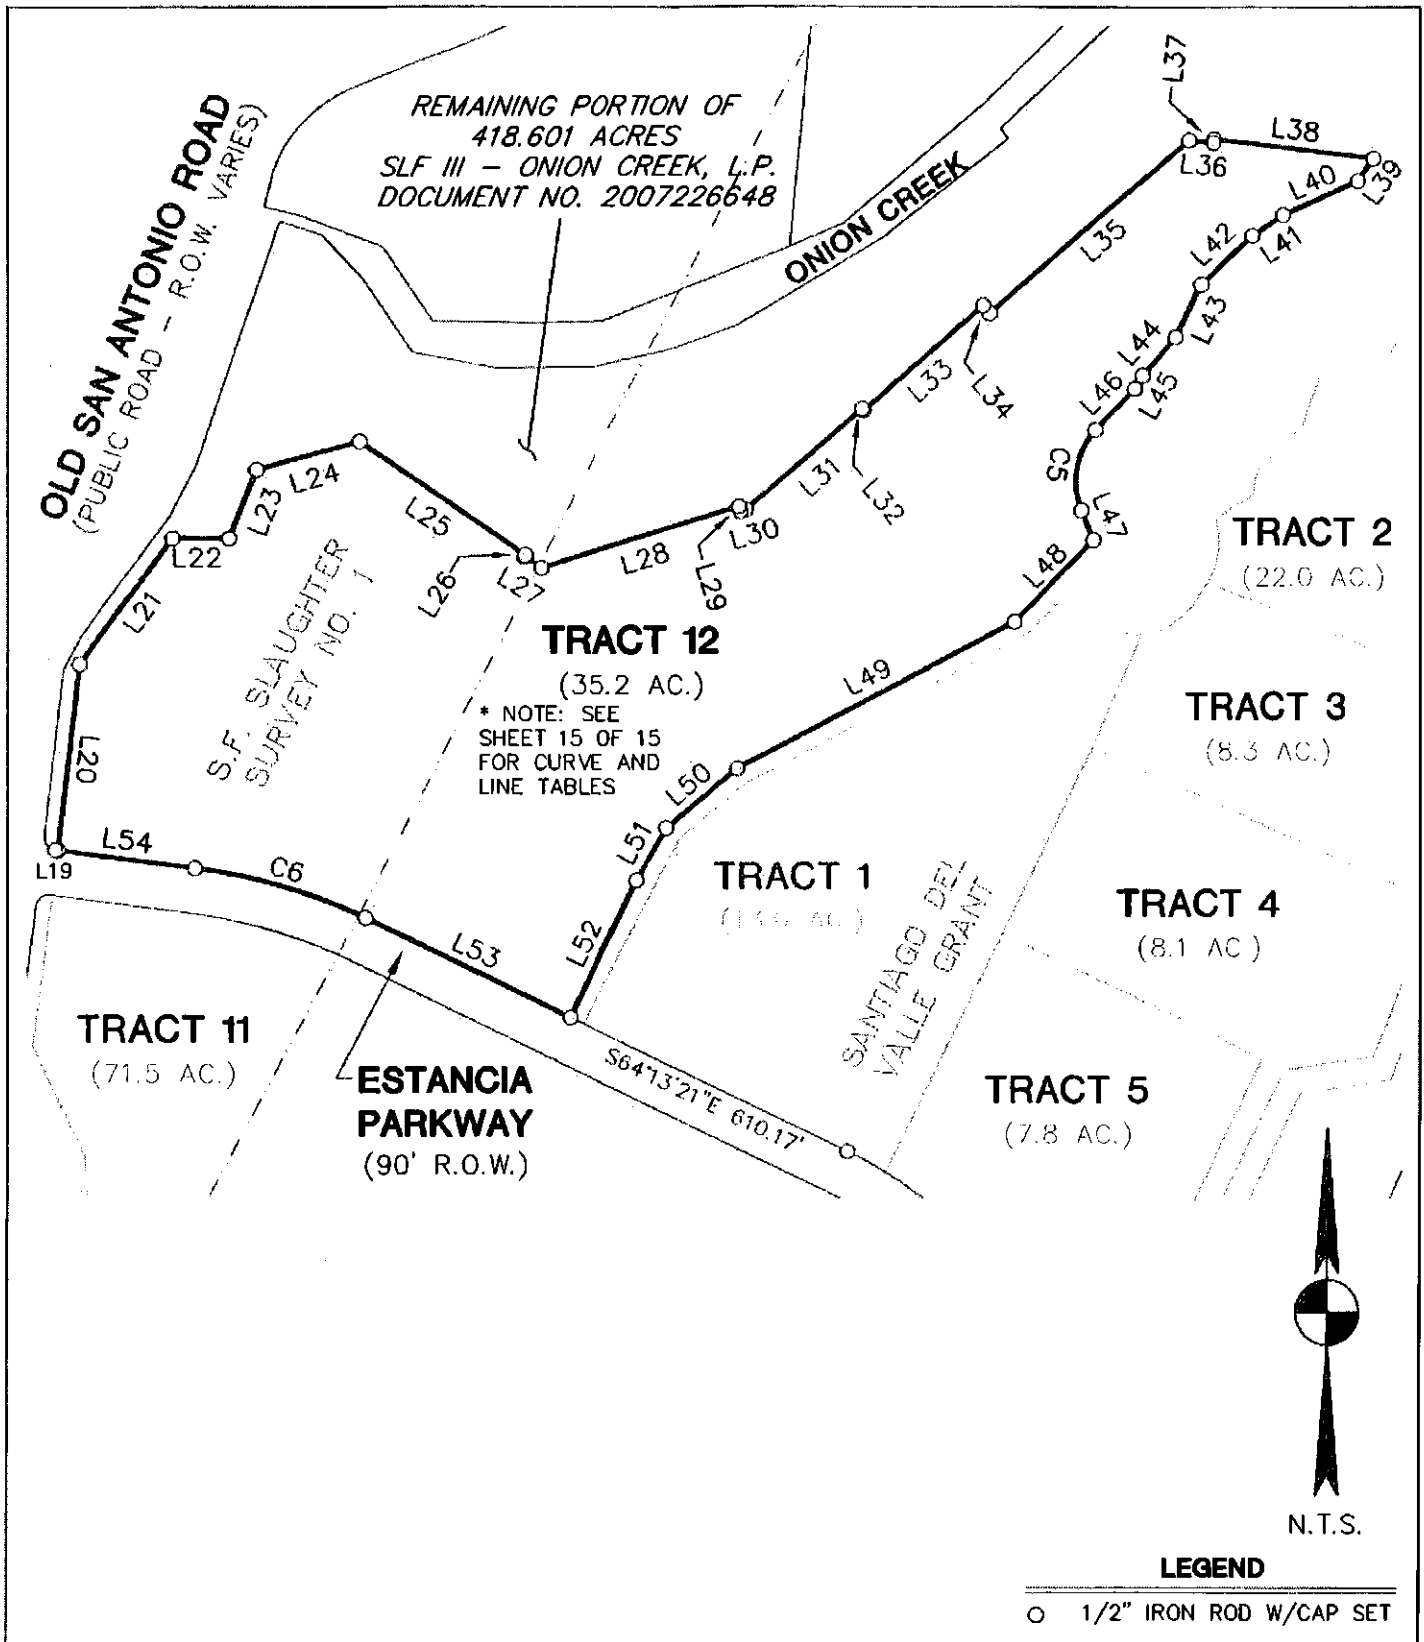 REMAINING PORTION OF
418.601 ACRES
SLF III – ONION CREEK, L.P.
DOCUMENT NO. 2007226648
OLD SAN ANTONIO ROAD
(PUBLIC ROAD – R.O.W. VARIES)
ONION CREEK
L37
L38
L36
L39
L40
L41
L42
L43
L35
L44
L45
L46
L33
L34
C5
L24
L23
L25
L31
L32
L22
L30
L28
L29
L47
L48
L26
L27
L21
S.F. SLAUGHTER
SURVEY NO. 1
TRACT 12
(35.2 AC.)
* NOTE: SEE
SHEET 15 OF 15
FOR CURVE AND
LINE TABLES
TRACT 2
(22.0 AC.)
L49
TRACT 3
(8.3 AC.)
L20
L50
L54
L19
C6
L51
TRACT 1
AC.)
SANTIAGO DEL
VALLE GRANT
TRACT 4
(8.1 AC.)
L53
L52
TRACT 11
(71.5 AC.)
ESTANCIA
PARKWAY
(90' R.O.W.)
S64°13'21"E 610.17'
TRACT 5
(7.8 AC.)
N.T.S.
LEGEND
1/2" IRON ROD W/CAP SET